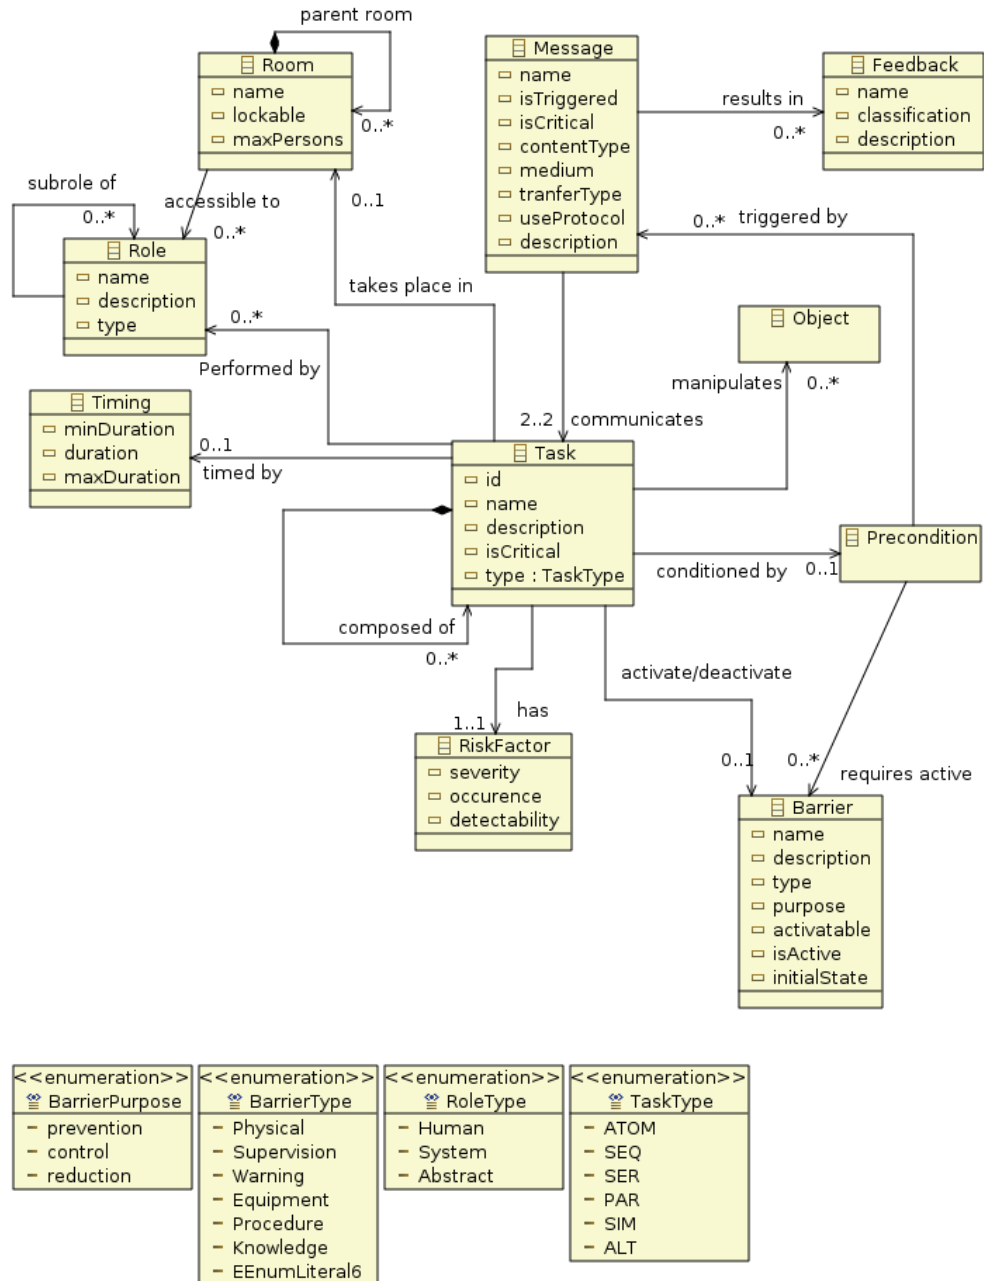 parent room
Room
name
lockable
maxPersons
0..*
Message
name
isTriggered
isCritical
contentType
medium
tranferType
useProtocol
description
Feedback
name
classification
description
results in
0..*
subrole of
0..*
accessible to
0..*
0..1
0..*
triggered by
Role
name
description
type
takes place in
0..*
Performed by
Object
manipulates
0..*
Timing
minDuration
duration
maxDuration
0..1
timed by
2..2
communicates
Task
id
name
description
isCritical
type : TaskType
Precondition
conditioned by
0..1
composed of
0..*
activate/deactivate
has
1..1
RiskFactor
severity
occurence
detectability
0..1
0..*
requires active
Barrier
name
description
type
purpose
activatable
isActive
initialState
<<enumeration>>
BarrierPurpose
prevention
control
reduction
<<enumeration>>
BarrierType
Physical
Supervision
Warning
Equipment
Procedure
Knowledge
EEnumLiteral6
<<enumeration>>
RoleType
Human
System
Abstract
<<enumeration>>
TaskType
ATOM
SEQ
SER
PAR
SIM
ALT